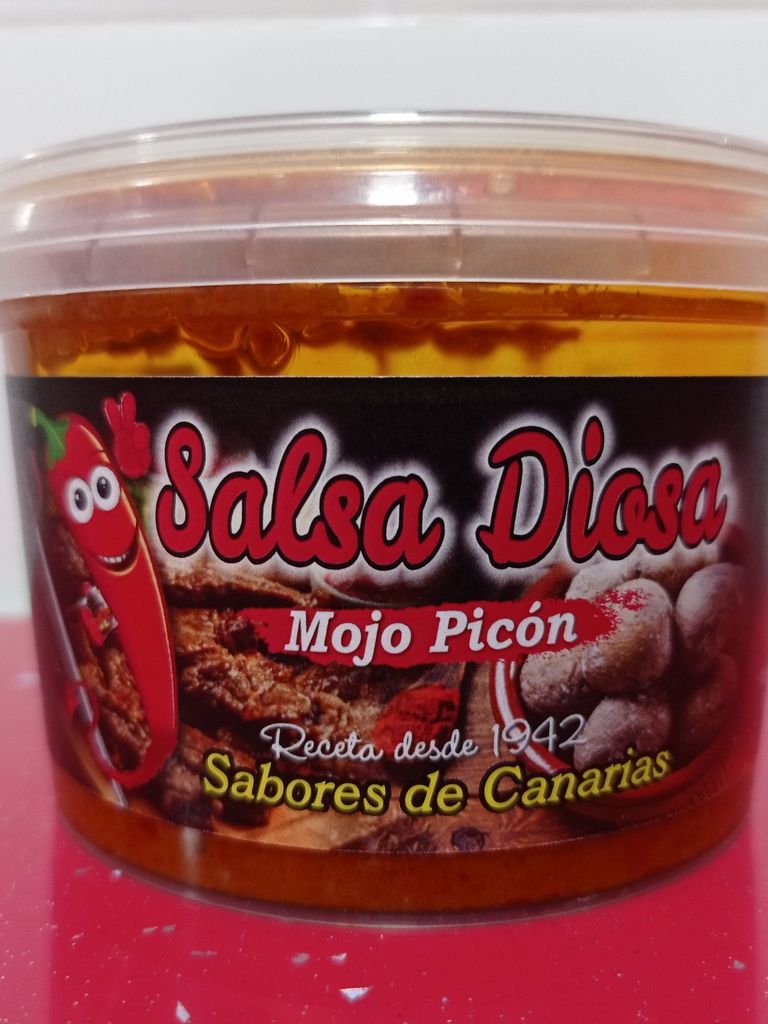 Salsa Diosa
Mojo Picón
Receta desde 1942
Sabores de Canarias